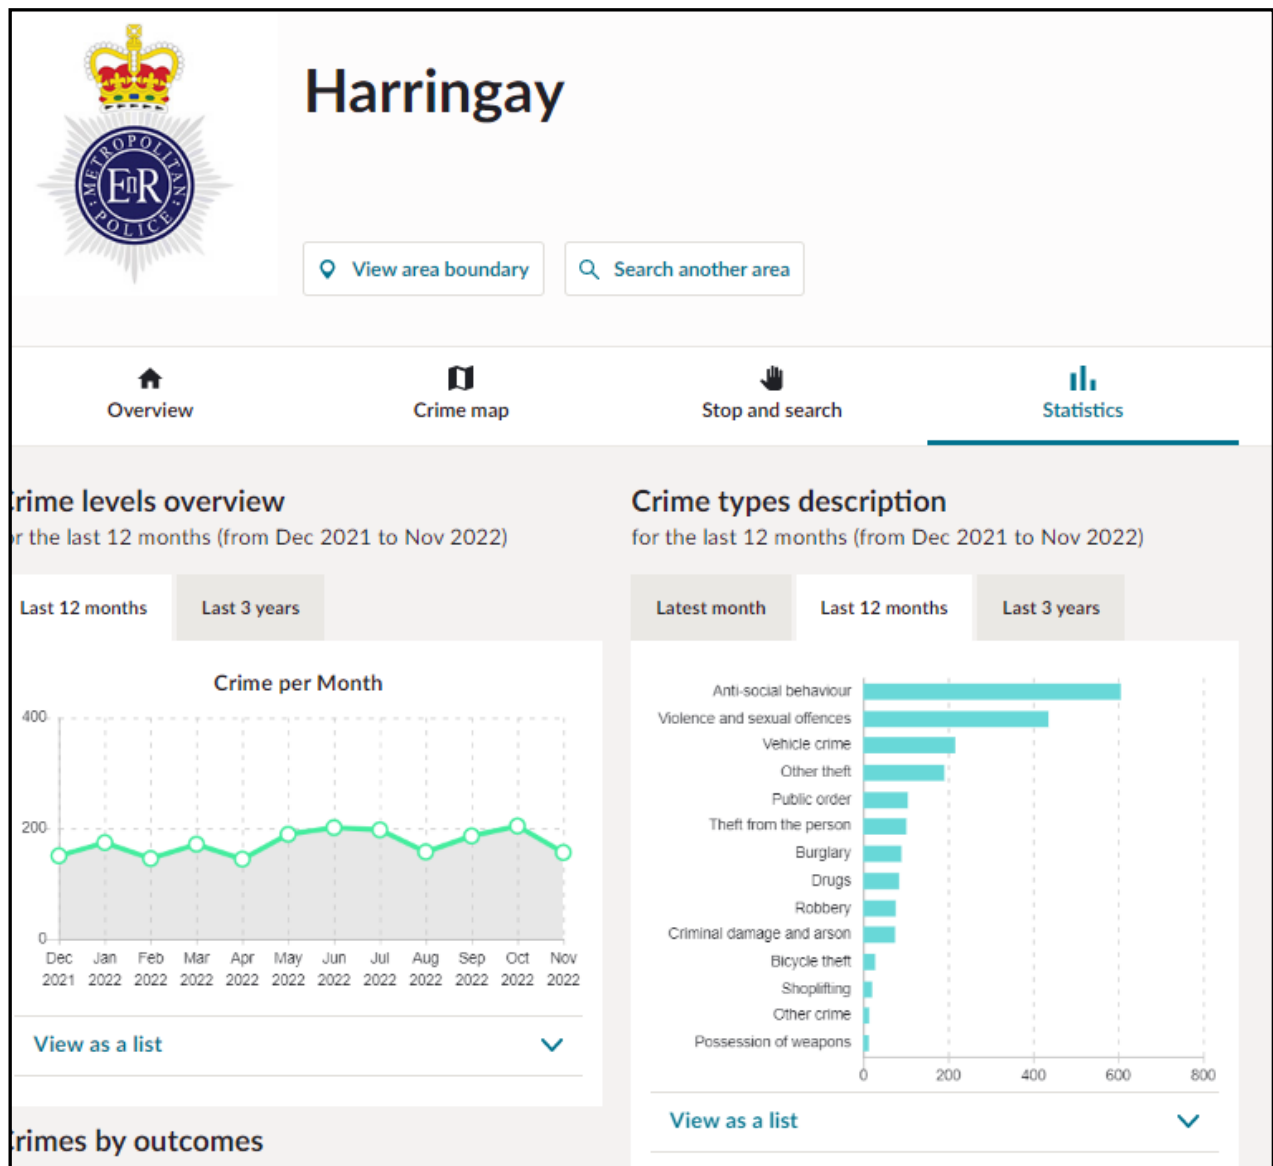 METROPOLITAN
EIIR
POLICE
Harringay
View area boundary
Search another area
Overview
Crime map
Stop and search
Statistics
rime levels overview
r the last 12 months (from Dec 2021 to Nov 2022)
Last 12 months
Last 3 years
Crime per Month
400
200
0
Dec Jan Feb Mar Apr May Jun Jul Aug Sep Oct Nov
2021 2022 2022 2022 2022 2022 2022 2022 2022 2022 2022 2022
View as a list
rimes by outcomes
Crime types description
for the last 12 months (from Dec 2021 to Nov 2022)
Latest month
Last 12 months
Last 3 years
Anti-social behaviour
Violence and sexual offences
Vehicle crime
Other theft
Public order
Theft from the person
Burglary
Drugs
Robbery
Criminal damage and arson
Bicycle theft
Shoplifting
Other crime
Possession of weapons
0 200 400 600 800
View as a list